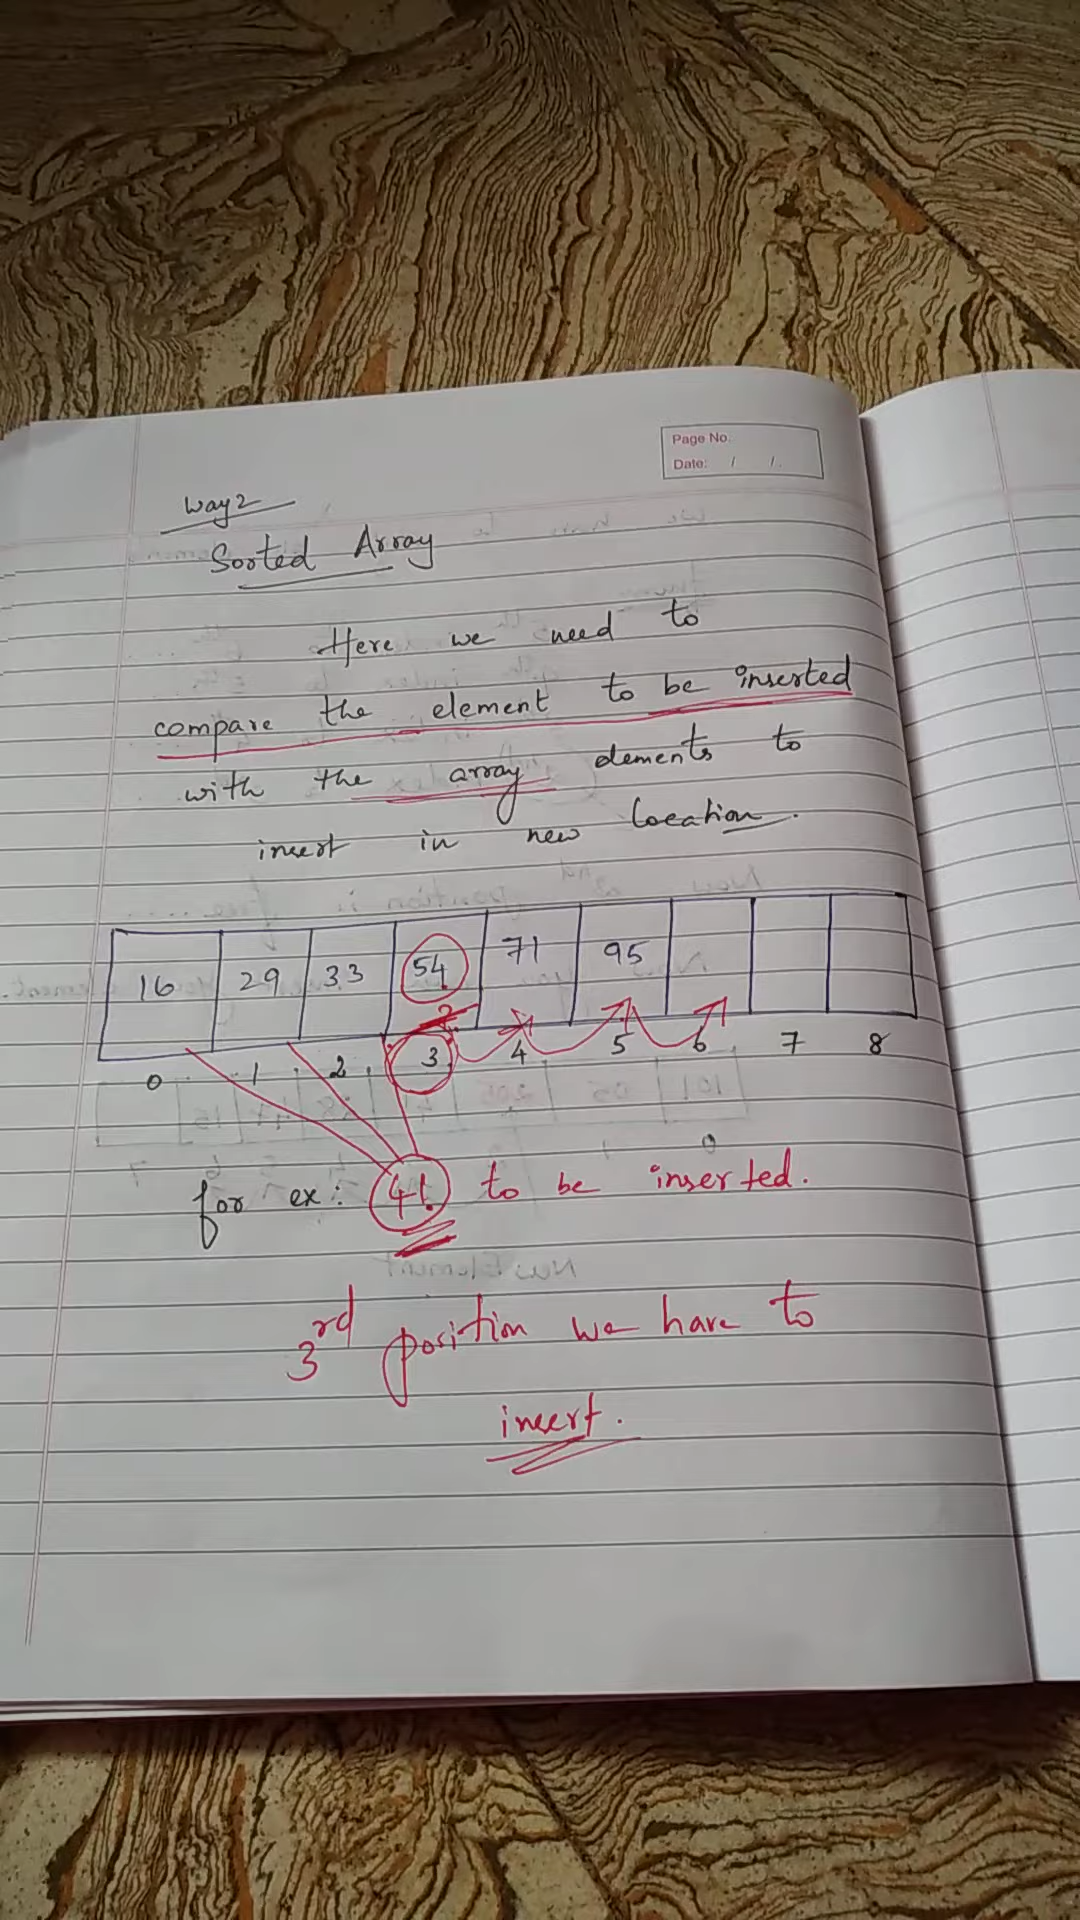 Page No.
Date: / /.
Way 2
Sorted Array
Here we need to
compare the element to be inserted
with the array elements to
insert in new location.
16 29 33 54 71 95
0 1 2 3 4 5 6 7 8
for ex: 41 to be inserted.
3rd position we have to
insert.